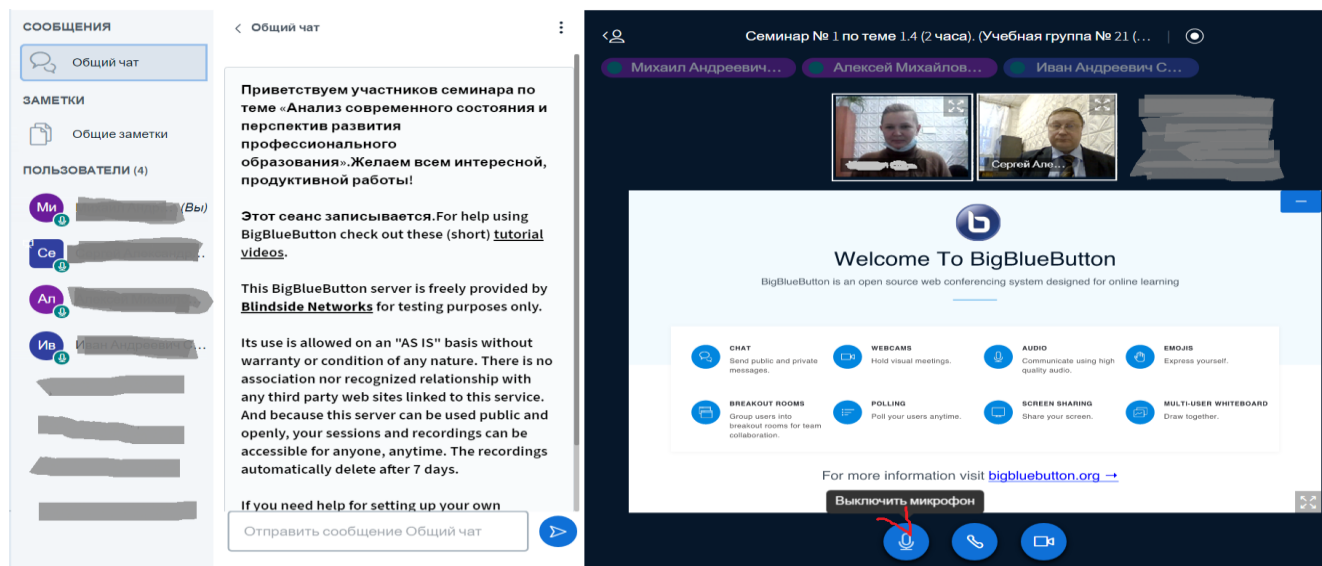 СООБЩЕНИЯ
Общий чат
ЗАМЕТКИ
Общие заметки
ПОЛЬЗОВАТЕЛИ (4)
Ми (Вы)
Се
Ал
Ив Иван Андреевич С...
Общий чат
Приветствуем участников семинара по
теме «Анализ современного состояния и
перспектив развития
профессионального
образования».Желаем всем интересной,
продуктивной работы!
Этот сеанс записывается.For help using
BigBlueButton check out these (short) tutorial
videos.
This BigBlueButton server is freely provided by
Blindside Networks for testing purposes only.
Its use is allowed on an "AS IS" basis without
warranty or condition of any nature. There is no
association nor recognized relationship with
any third party web sites linked to this service.
And because this server can be used public and
openly, your sessions and recordings can be
accessible for anyone, anytime. The recordings
automatically delete after 7 days.
If you need help for setting up your own
Отправить сообщение Общий чат
Семинар № 1 по теме 1.4 (2 часа). (Учебная группа № 21 (...
Михаил Андреевич... Алексей Михайлов... Иван Андреевич С...
Сергей Але...
b
Welcome To BigBlueButton
BigBlueButton is an open source web conferencing system designed for online learning
CHAT
Send public and private
messages.
WEBCAMS
Hold visual meetings.
AUDIO
Communicate using high
quality audio.
EMOJIS
Express yourself.
BREAKOUT ROOMS
Group users into
breakout rooms for team
collaboration.
POLLING
Poll your users anytime.
SCREEN SHARING
Share your screen.
MULTI-USER WHITEBOARD
Draw together.
For more information visit bigbluebutton.org →
Выключить микрофон